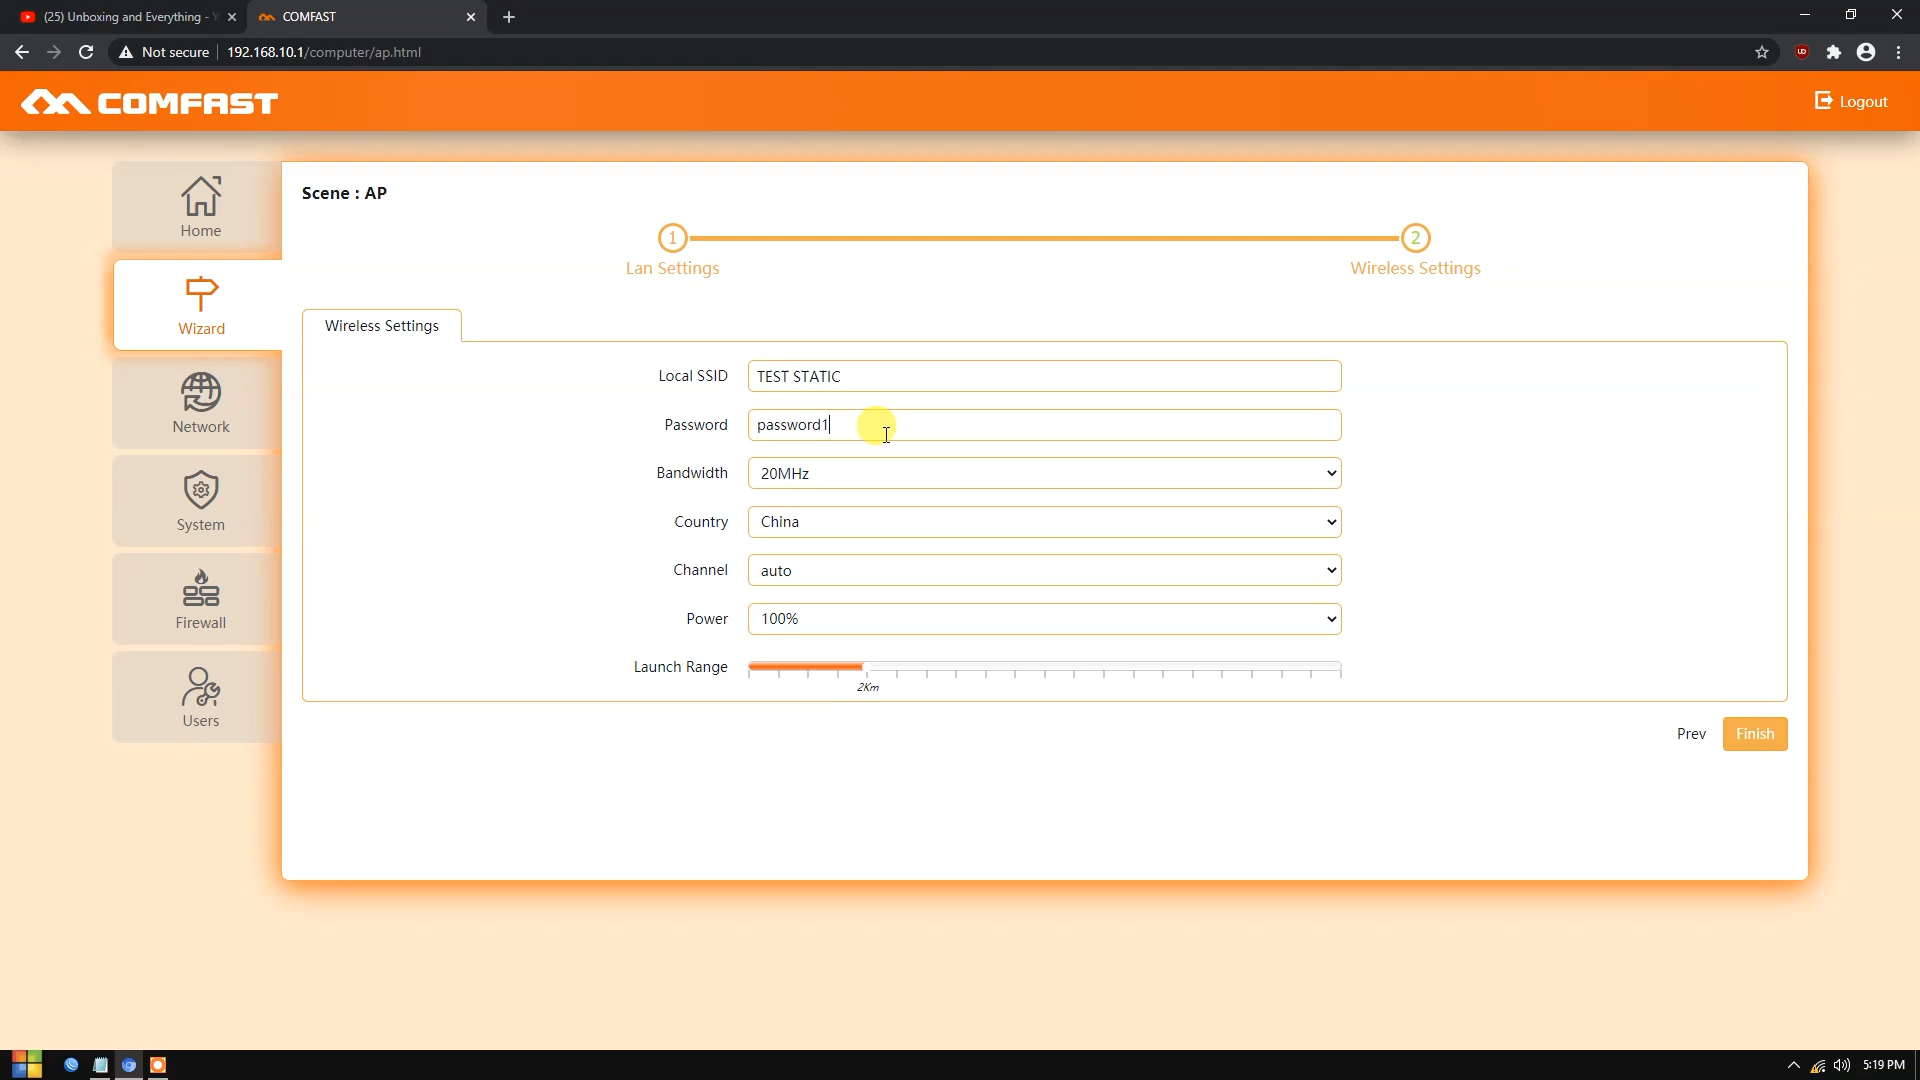 (25) Unboxing and Everything -
COMFAST
Not secure
192.168.10.1/computer/ap.html
COMFAST
Logout
Home
Wizard
Network
System
Firewall
Users
Scene : AP
1
2
Lan Settings
Wireless Settings
Wireless Settings
Local SSID
TEST STATIC
Password
password1
Bandwidth
20MHz
Country
China
Channel
auto
Power
100%
Launch Range
2Km
Prev
Finish
5:19 PM